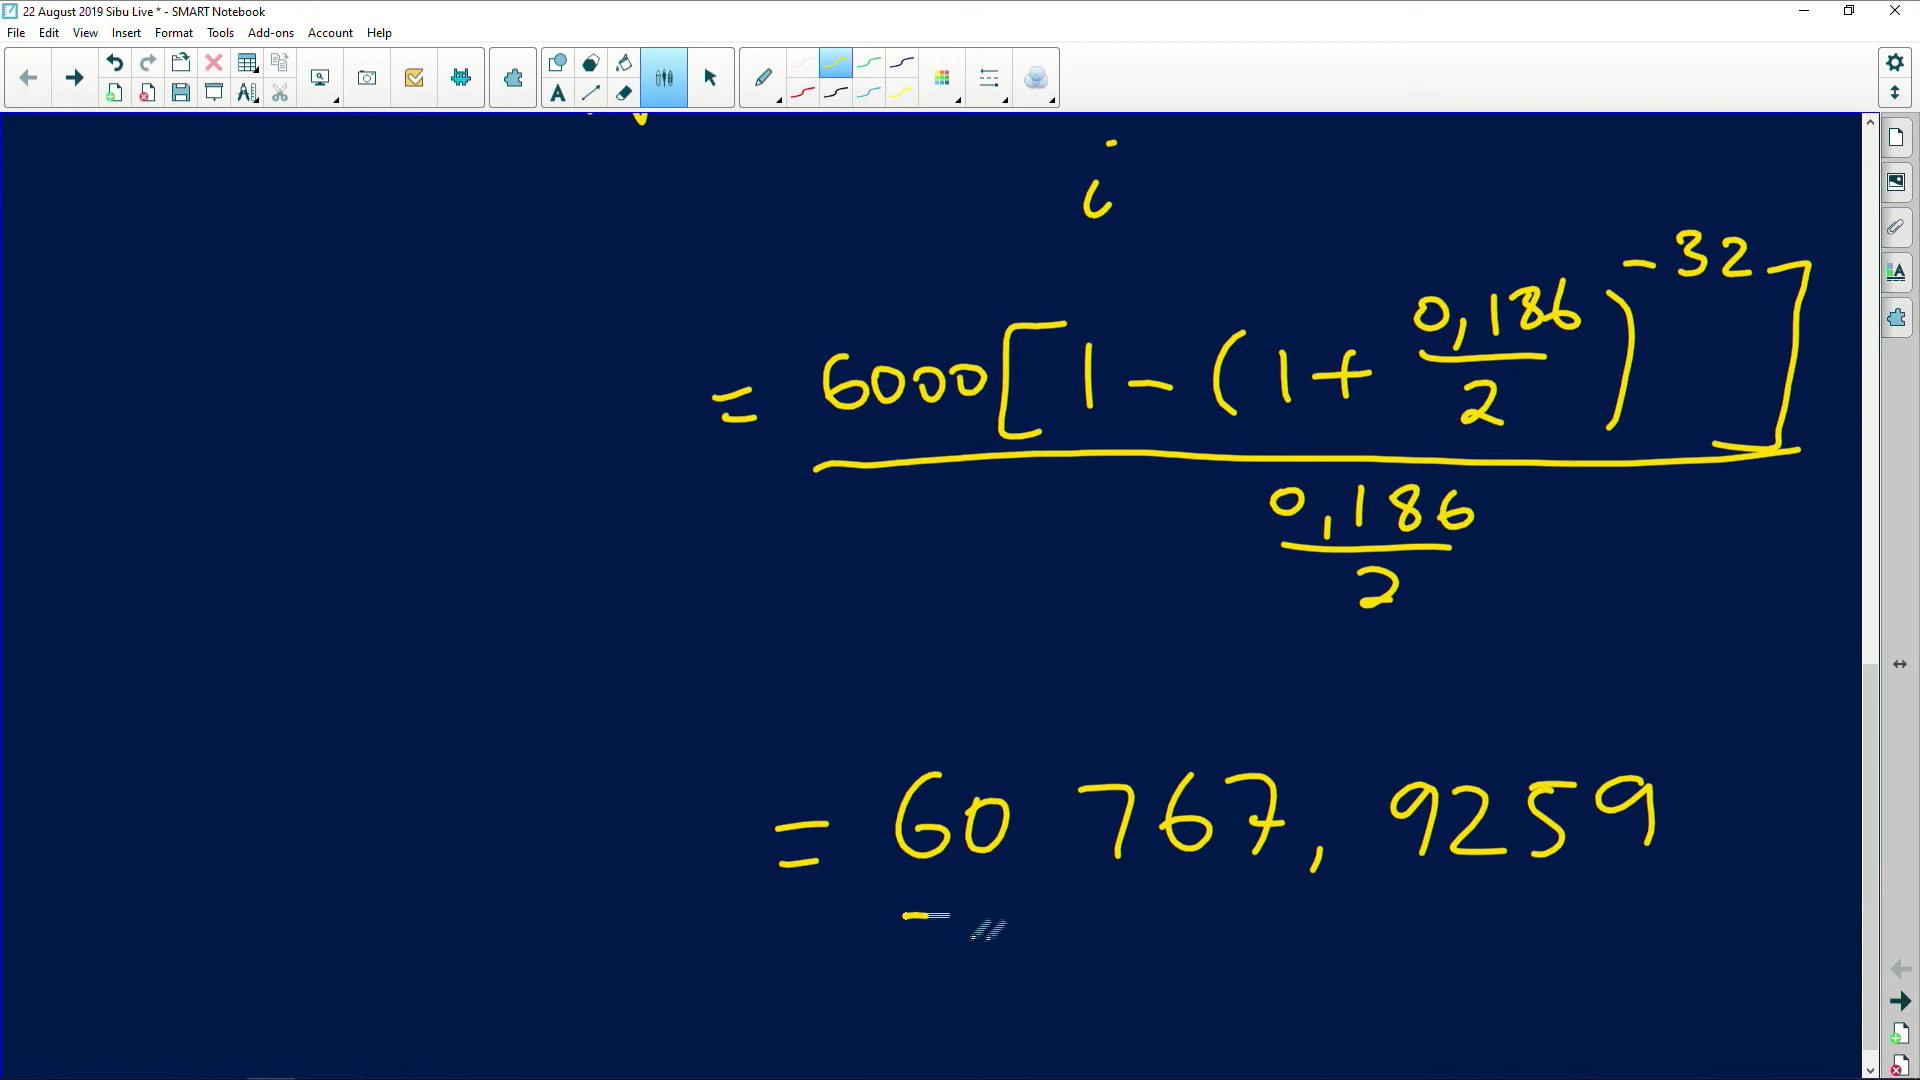 22 August 2019 Sibu Live * - SMART Notebook
File Edit View Insert Format Tools Add-ons Account Help
i
= 6000[1 - (1 + 0,186/2)^-32]
0,186
2
= 60 767, 9259